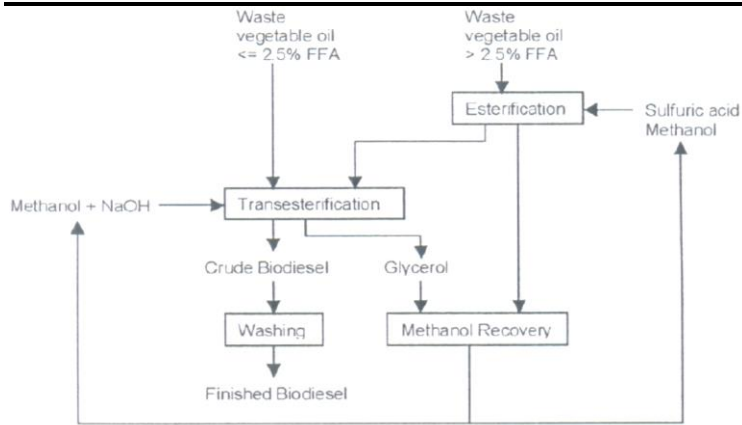 Waste
vegetable oil
<= 2.5% FFA
Waste
vegetable oil
> 2.5% FFA
Esterification
Sulfuric acid
Methanol
Methanol + NaOH
Transesterification
Crude Biodiesel
Glycerol
Washing
Methanol Recovery
Finished Biodiesel